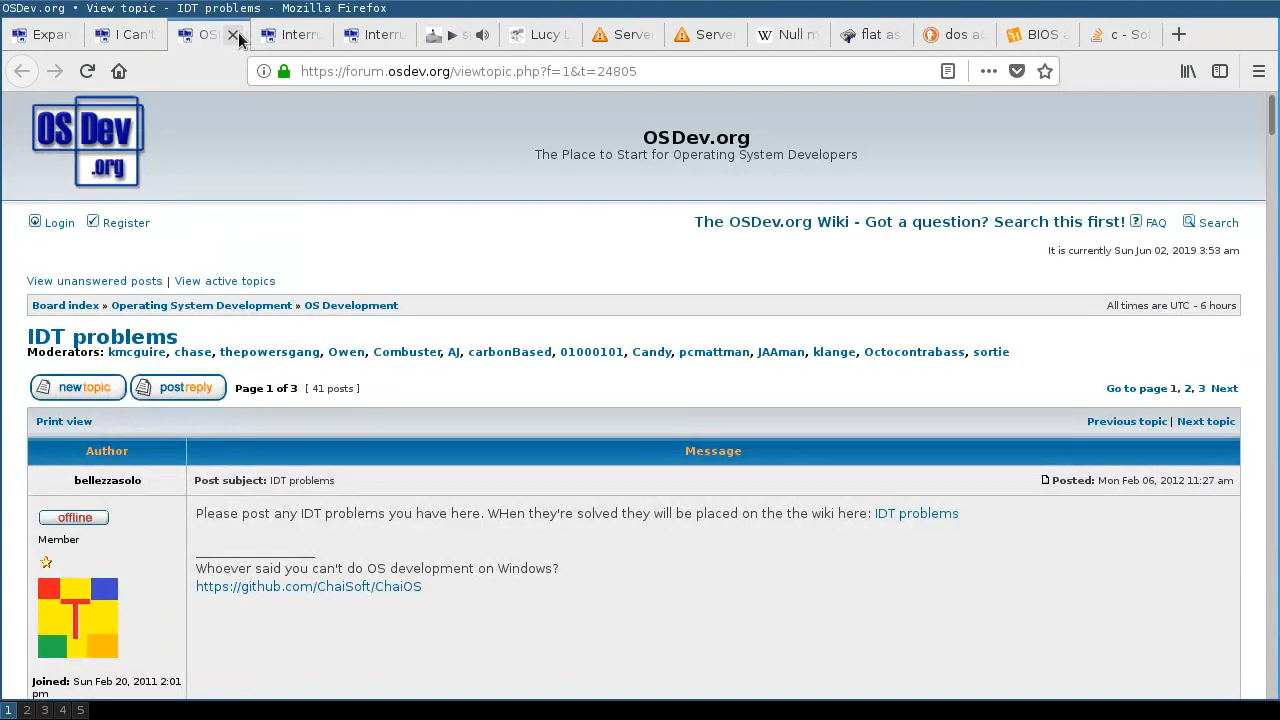 OSDev.org • View topic - IDT problems - Mozilla Firefox
Expan I Can't OS Interru Interru s Lucy L Server Server Null m flat as dos a BIOS a c - Sof
https://forum.osdev.org/viewtopic.php?f=1&t=24805
OS Dev .org
OSDev.org
The Place to Start for Operating System Developers
Login Register The OSDev.org Wiki - Got a question? Search this first! FAQ Search
It is currently Sun Jun 02, 2019 3:53 am
View unanswered posts | View active topics
Board index » Operating System Development » OS Development All times are UTC - 6 hours
IDT problems
Moderators: kmcguire, chase, thepowersgang, Owen, Combuster, AJ, carbonBased, 01000101, Candy, pcmattman, JAAman, klange, Octocontrabass, sortie
newtopic postreply Page 1 of 3 [ 41 posts ] Go to page 1, 2, 3 Next
Print view Previous topic | Next topic
Author Message
bellezzasolo Post subject: IDT problems Posted: Mon Feb 06, 2012 11:27 am
offline Please post any IDT problems you have here. WHen they're solved they will be placed on the the wiki here: IDT problems
Member
_________________
Whoever said you can't do OS development on Windows?
https://github.com/ChaiSoft/ChaiOS
Joined: Sun Feb 20, 2011 2:01
pm
1 2 3 4 5